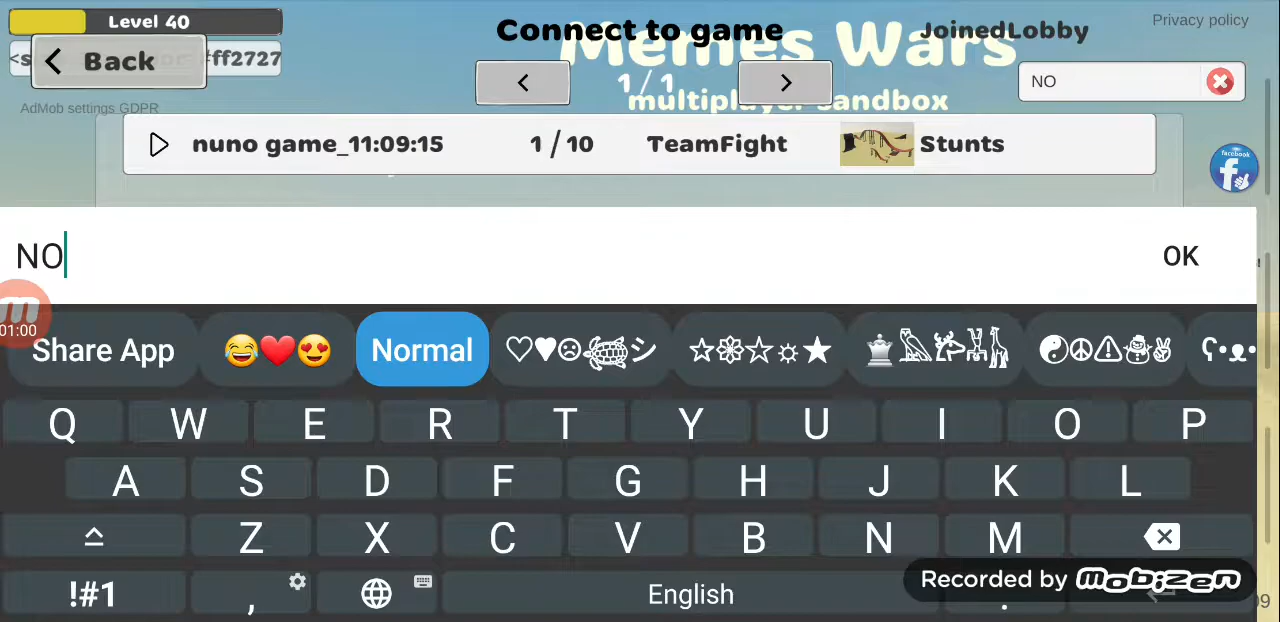 Level 40
Connect to game
JoinedLobby
Privacy policy
Memes Wars
Back
ff2727
1/1
NO
multiplayer sandbox
AdMob settings GDPR
nuno game_11:09:15 1 / 10 TeamFight Stunts
facebook
NO
OK
01:00
Share App
😂❤️😍
Normal
Q W E R T Y U I O P
A S D F G H J K L
Z X C V B N M
!#1 , English .
Recorded by mobizen